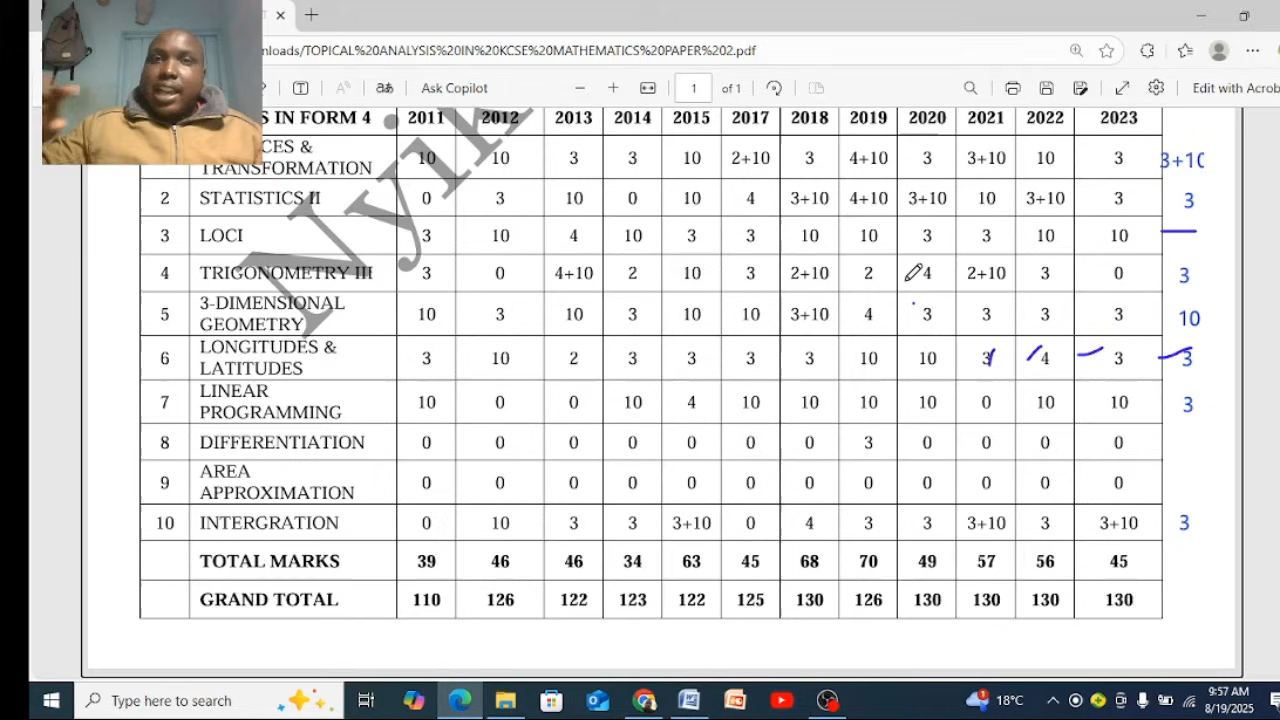 nloads/TOPICAL%20ANALYSIS%20IN%20KCSE%20MATHEMATICS%20PAPER%202.pdf
Ask Copilot 1 of 1 Edit with Acrob
S IN FORM 4 2011 2012 2013 2014 2015 2017 2018 2019 2020 2021 2022 2023
CES &
TRANSFORMATION 10 10 3 3 10 2+10 3 4+10 3 3+10 10 3 3+10
2 STATISTICS II 0 3 10 0 10 4 3+10 4+10 3+10 10 3+10 3 3
3 LOCI 3 10 4 10 3 3 10 10 3 3 10 10
4 TRIGONOMETRY III 3 0 4+10 2 10 3 2+10 2 4 2+10 3 0 3
5 3-DIMENSIONAL
GEOMETRY 10 3 10 3 10 10 3+10 4 3 3 3 3 10
6 LONGITUDES &
LATITUDES 3 10 2 3 3 3 3 10 10 3 4 3 3
7 LINEAR
PROGRAMMING 10 0 0 10 4 10 10 10 10 0 10 10 3
8 DIFFERENTIATION 0 0 0 0 0 0 0 3 0 0 0 0
9 AREA
APPROXIMATION 0 0 0 0 0 0 0 0 0 0 0 0
10 INTERGRATION 0 10 3 3 3+10 0 4 3 3 3+10 3 3+10 3
TOTAL MARKS 39 46 46 34 63 45 68 70 49 57 56 45
GRAND TOTAL 110 126 122 123 122 125 130 126 130 130 130 130
Nyik
Type here to search 18°C 9:57 AM
8/19/2025